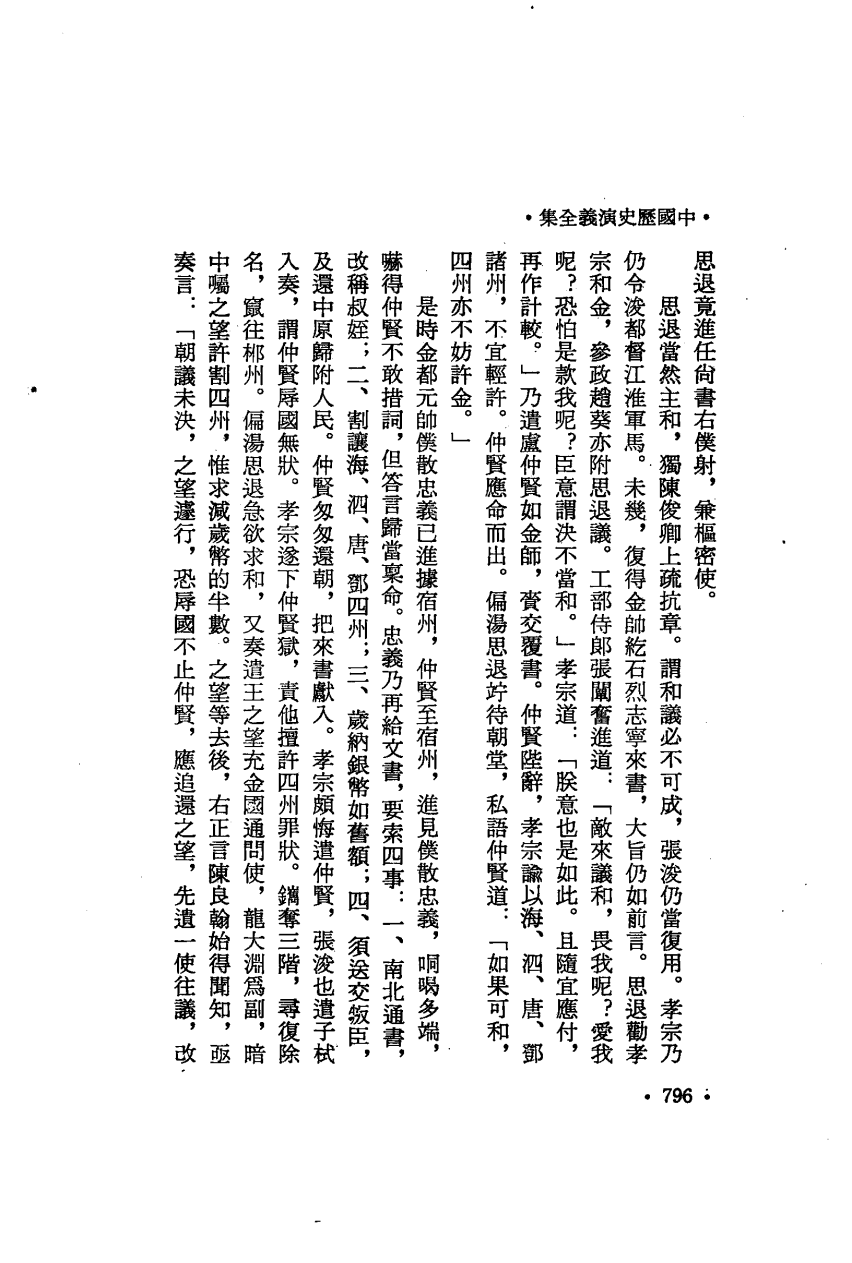 •中國歷史演義全集•
思退竟進任尙書右僕射，兼樞密使。
思退當然主和，獨陳俊卿上疏抗章。謂和議必不可成，張浚仍當復用。孝宗乃
仍令浚都督江淮軍馬。未幾，復得金帥紇石烈志寧來書，大旨仍如前言。思退勸孝
宗和金，參政趙葵亦附思退議。工部侍郎張闡奮進道：「敵來議和，畏我呢？愛我
呢？恐怕是款我呢？臣意謂決不當和。」孝宗道：「朕意也是如此。且隨宜應付，
再作計較。」乃遣盧仲賢如金師，賫交覆書。仲賢陛辭，孝宗諭以海、泗、唐、鄧
諸州，不宜輕許。仲賢應命而出。偏湯思退竚待朝堂，私語仲賢道：「如果可和，
四州亦不妨許金。」
是時金都元帥僕散忠義已進據宿州，仲賢至宿州，進見僕散忠義，哃喝多端，
嚇得仲賢不敢措詞，但答言歸當稟命。忠義乃再給文書，要索四事：一、南北通書，
改稱叔姪；二、割讓海、泗、唐、鄧四州；三、歲納銀幣如舊額；四、須送交叛臣，
及還中原歸附人民。仲賢匆匆還朝，把來書獻入。孝宗頗悔遣仲賢，張浚也遣子栻
入奏，謂仲賢辱國無狀。孝宗遂下仲賢獄，責他擅許四州罪狀。鐫奪三階，尋復除
名，竄往郴州。偏湯思退急欲求和，又奏遣王之望充金國通問使，龍大淵爲副，暗
中囑之望許割四州，惟求減歲幣的半數。之望等去後，右正言陳良翰始得聞知，亟
奏言：「朝議未決，之望遽行，恐辱國不止仲賢，應追還之望，先遣一使往議，改
• 796 •